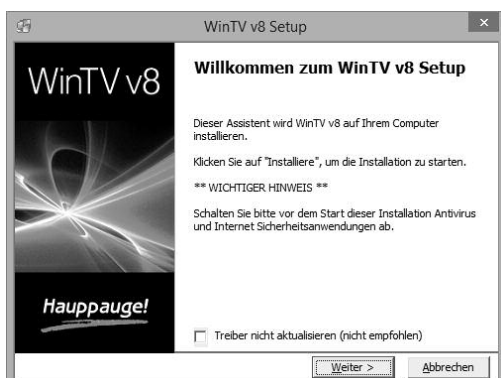 WinTV v8 Setup
WinTV v8
Willkommen zum WinTV v8 Setup
Dieser Assistent wird WinTV v8 auf Ihrem Computer
installieren.
Klicken Sie auf "Installiere", um die Installation zu starten.
** WICHTIGER HINWEIS **
Schalten Sie bitte vor dem Start dieser Installation Antivirus
und Internet Sicherheitsanwendungen ab.
Hauppauge!
Treiber nicht aktualisieren (nicht empfohlen)
Weiter >
Abbrechen